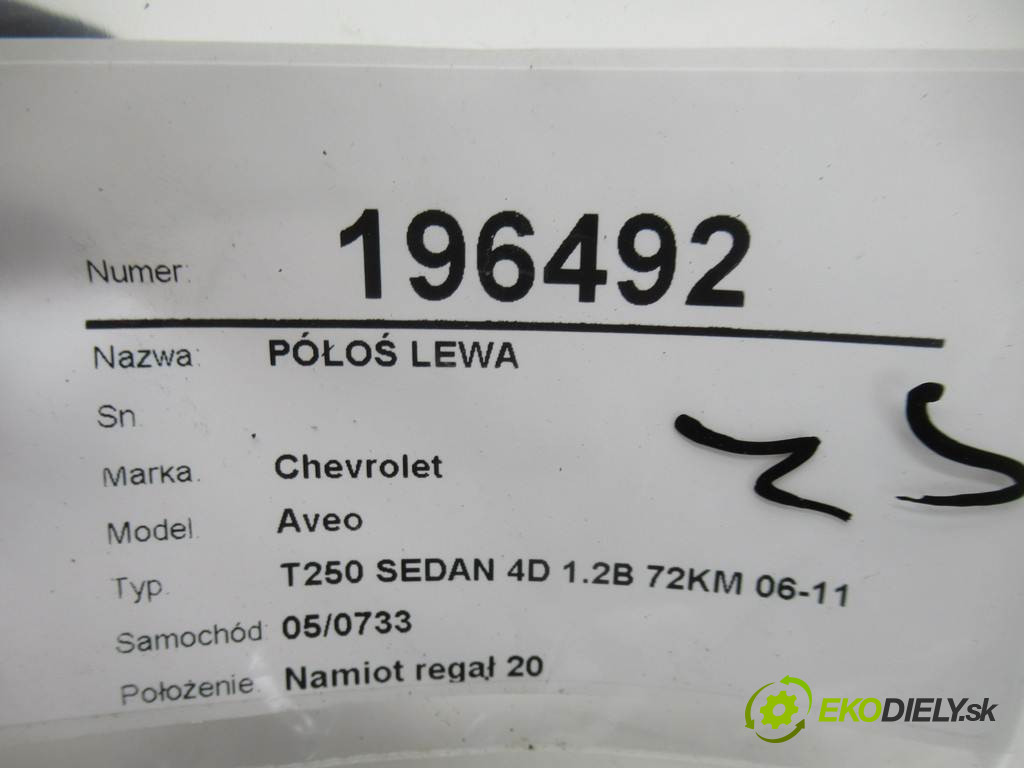 Numer: 196492
Nazwa: PÓŁOŚ LEWA
Sn.
Marka. Chevrolet
Model. Aveo
Typ. T250 SEDAN 4D 1.2B 72KM 06-11
Samochód: 05/0733
Położenie. Namiot regał 20
EKODIELY.sk